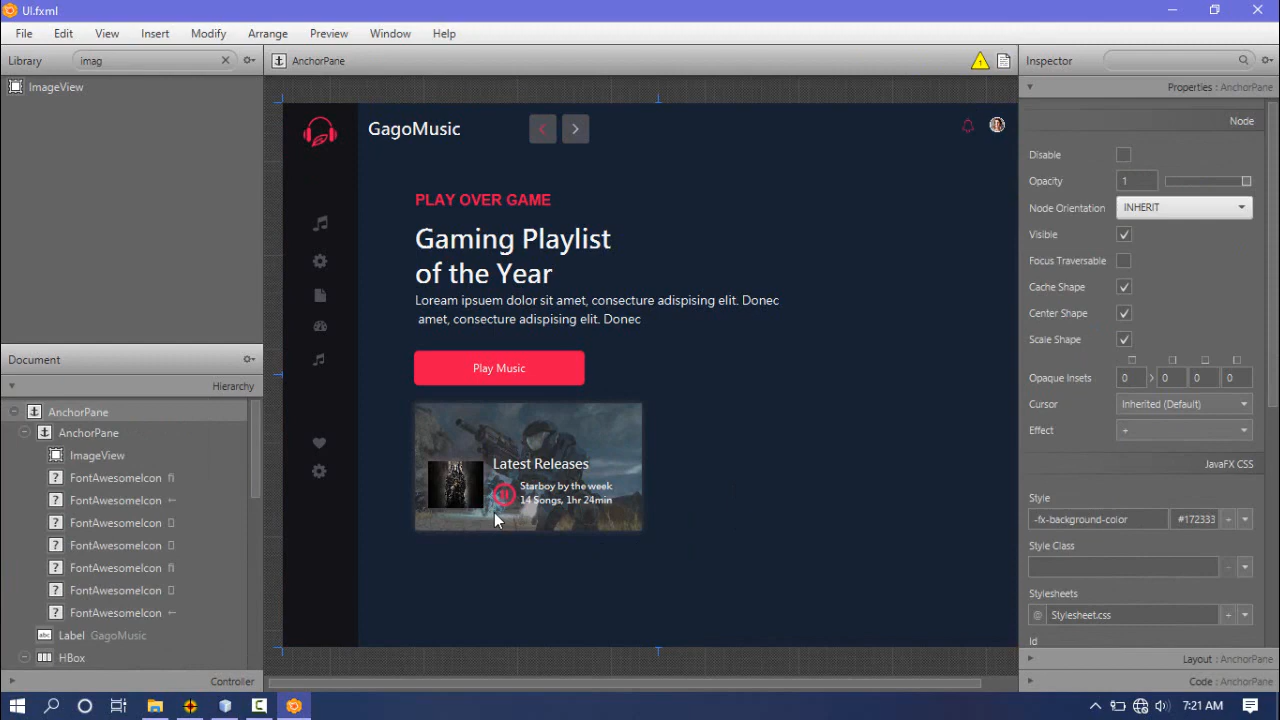 UI.fxml
File Edit View Insert Arrange Modify Preview Window Help
Library imag
ImageView
Document
Hierarchy
AnchorPane
AnchorPane
ImageView
FontAwesomeIcon fi
FontAwesomeIcon ←
FontAwesomeIcon
FontAwesomeIcon
FontAwesomeIcon fi
FontAwesomeIcon
FontAwesomeIcon ←
abc Label GagoMusic
HBox
Controller
AnchorPane
GagoMusic
PLAY OVER GAME
Gaming Playlist
of the Year
Loream ipsuem dolor sit amet, consecture adispising elit. Donec
amet, consecture adispising elit. Donec
Play Music
Latest Releases
Starboy by the week
14 Songs, 1hr 24min
Inspector
Properties : AnchorPane
Node
Disable
Opacity 1
Node Orientation INHERIT
Visible
Focus Traversable
Cache Shape
Center Shape
Scale Shape
Opaque Insets 0 0 0 0
Cursor Inherited (Default)
Effect +
JavaFX CSS
Style
-fx-background-color #172333
Style Class
Stylesheets
@ Stylesheet.css
Id
Layout : AnchorPane
Code : AnchorPane
7:21 AM